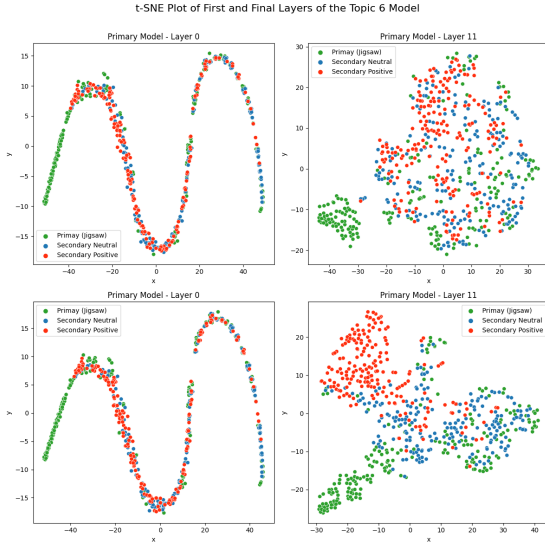 t-SNE Plot of First and Final Layers of the Topic 6 Model
Primary Model - Layer 0
15
10
5
0
−5
−10
−15
y
−40
−20
0
20
40
x
Primay (Jigsaw)
Secondary Neutral
Secondary Positive
Primary Model - Layer 11
30
20
10
0
−10
−20
y
−40
−30
−20
−10
0
10
20
30
x
Primay (Jigsaw)
Secondary Neutral
Secondary Positive
Primary Model - Layer 0
15
10
5
0
−5
−10
−15
y
−40
−20
0
20
40
x
Primay (Jigsaw)
Secondary Neutral
Secondary Positive
Primary Model - Layer 11
20
10
0
−10
−20
y
−30
−20
−10
0
10
20
30
40
x
Primay (Jigsaw)
Secondary Neutral
Secondary Positive